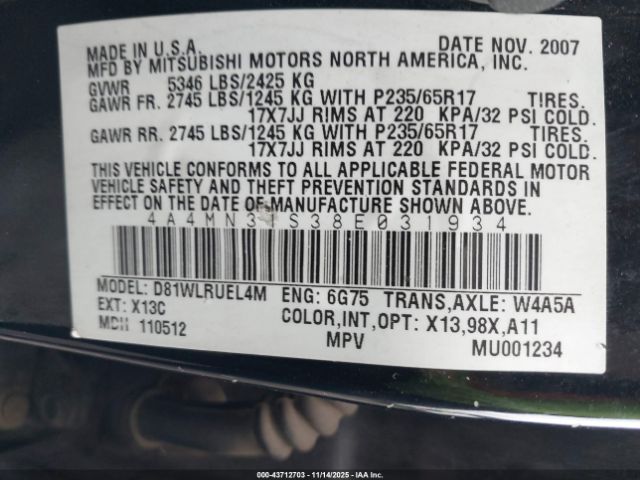 MADE IN U.S.A. DATE NOV. 2007
MFD BY MITSUBISHI MOTORS NORTH AMERICA, INC.
GVWR 5346 LBS/2425 KG
GAWR FR. 2745 LBS/1245 KG WITH P235/65R17 TIRES.
17X7JJ RIMS AT 220 KPA/32 PSI COLD.
GAWR RR. 2745 LBS/1245 KG WITH P235/65R17 TIRES.
17X7JJ RIMS AT 220 KPA/32 PSI COLD.
THIS VEHICLE CONFORMS TO ALL APPLICABLE FEDERAL MOTOR
VEHICLE SAFETY AND THEFT PREVENTION STANDARDS IN
EFFECT ON THE DATE OF MANUFACTURE SHOWN ABOVE.
4A4MN31S38E031934
MODEL: D81WLRUEL4M ENG: 6G75 TRANS,AXLE: W4A5A
EXT: X13C COLOR,INT,OPT: X13,98X,A11
MDH 110512 MPV MU001234
000-43712703 - 11/14/2025 - IAA Inc.